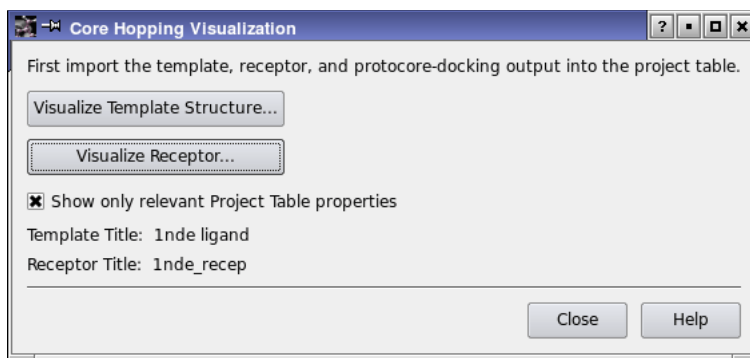 Core Hopping Visualization
First import the template, receptor, and protocore-docking output into the project table.
Visualize Template Structure...
Visualize Receptor...
Show only relevant Project Table properties
Template Title: 1nde ligand
Receptor Title: 1nde_recep
Close Help